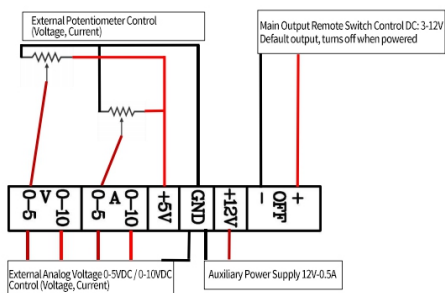 External Potentiometer Control
(Voltage, Current)
Main Output Remote Switch Control DC: 3-12V
Default output, turns off when powered
0-5
V
0-10
0-5
A
0-10
+5V
GND
+12V
-
OFF
+
External Analog Voltage 0-5VDC / 0-10VDC
Control (Voltage, Current)
Auxiliary Power Supply 12V-0.5A